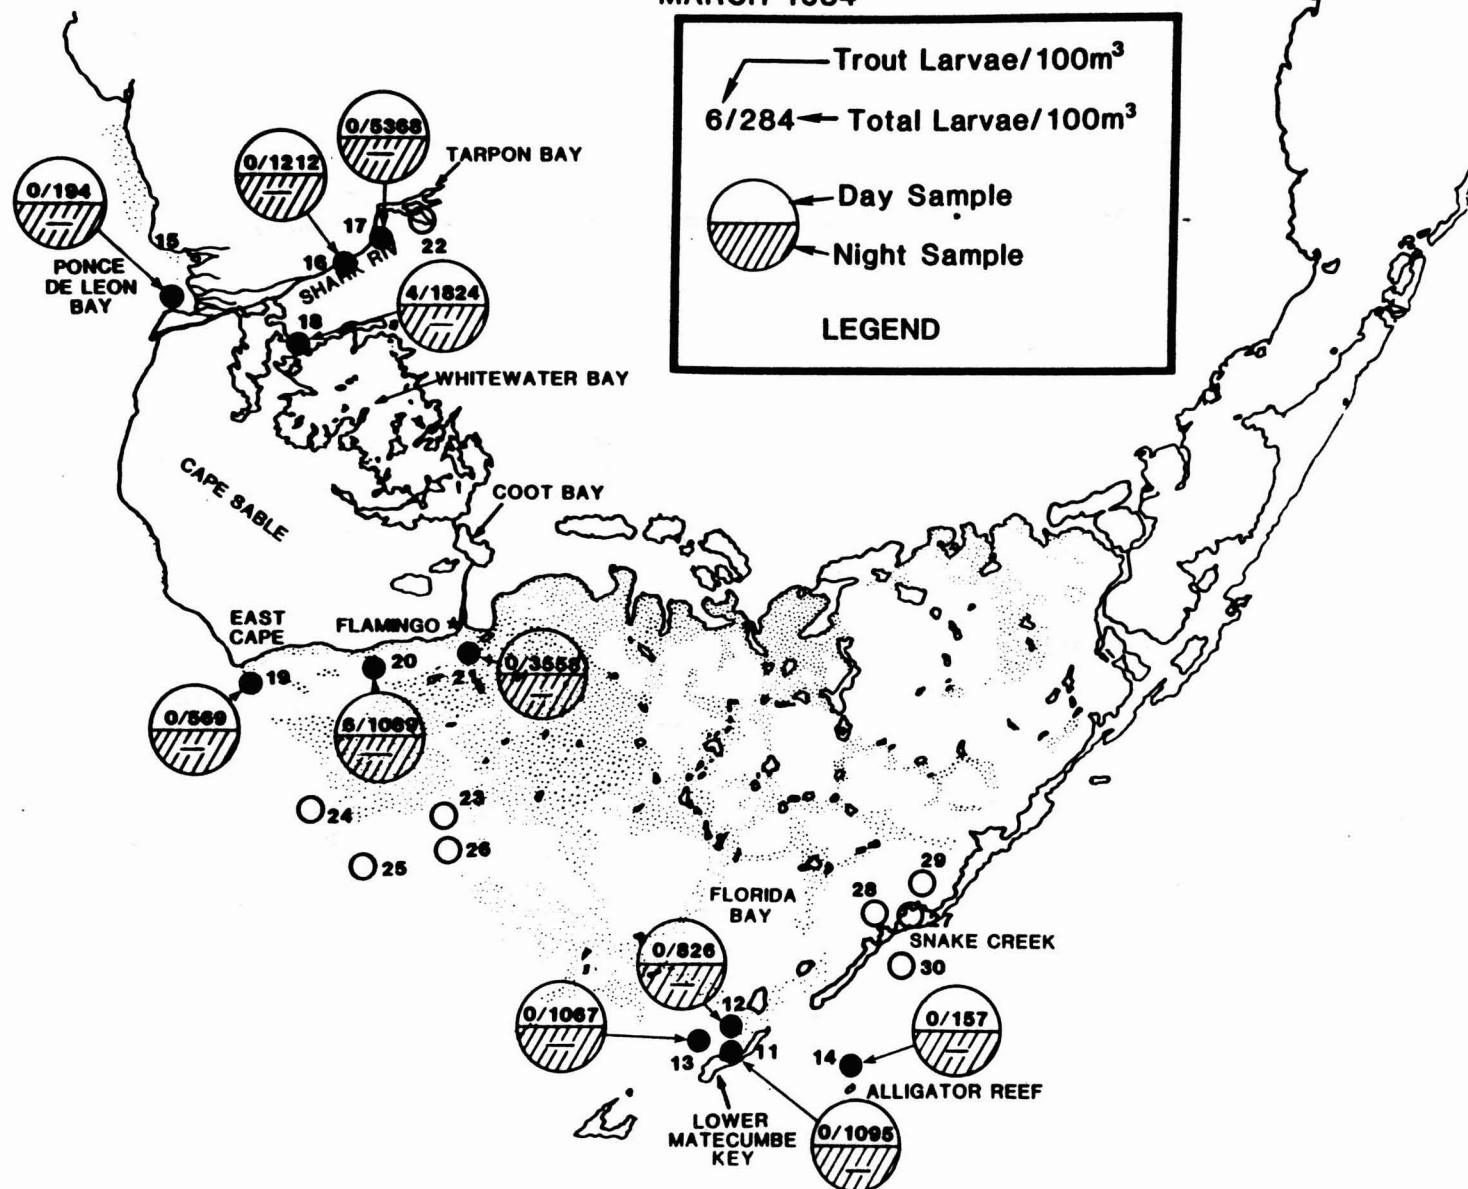 MARCH 1984
Trout Larvae/100m³
6/284
Total Larvae/100m³
Day Sample
Night Sample
LEGEND
0/5368
0/1212
TARPON BAY
0/194
17
22
15
16
SHARK RIV
PONCE
DE LEON
BAY
4/1824
18
WHITEWATER BAY
CAPE SABLE
COOT BAY
EAST
CAPE
FLAMINGO
19
20
21
0/3558
0/569
6/1069
24
23
25
26
29
28
27
FLORIDA
BAY
SNAKE CREEK
30
0/826
0/1067
12
13
11
14
0/157
ALLIGATOR REEF
LOWER
MATECUMBE
KEY
0/1095